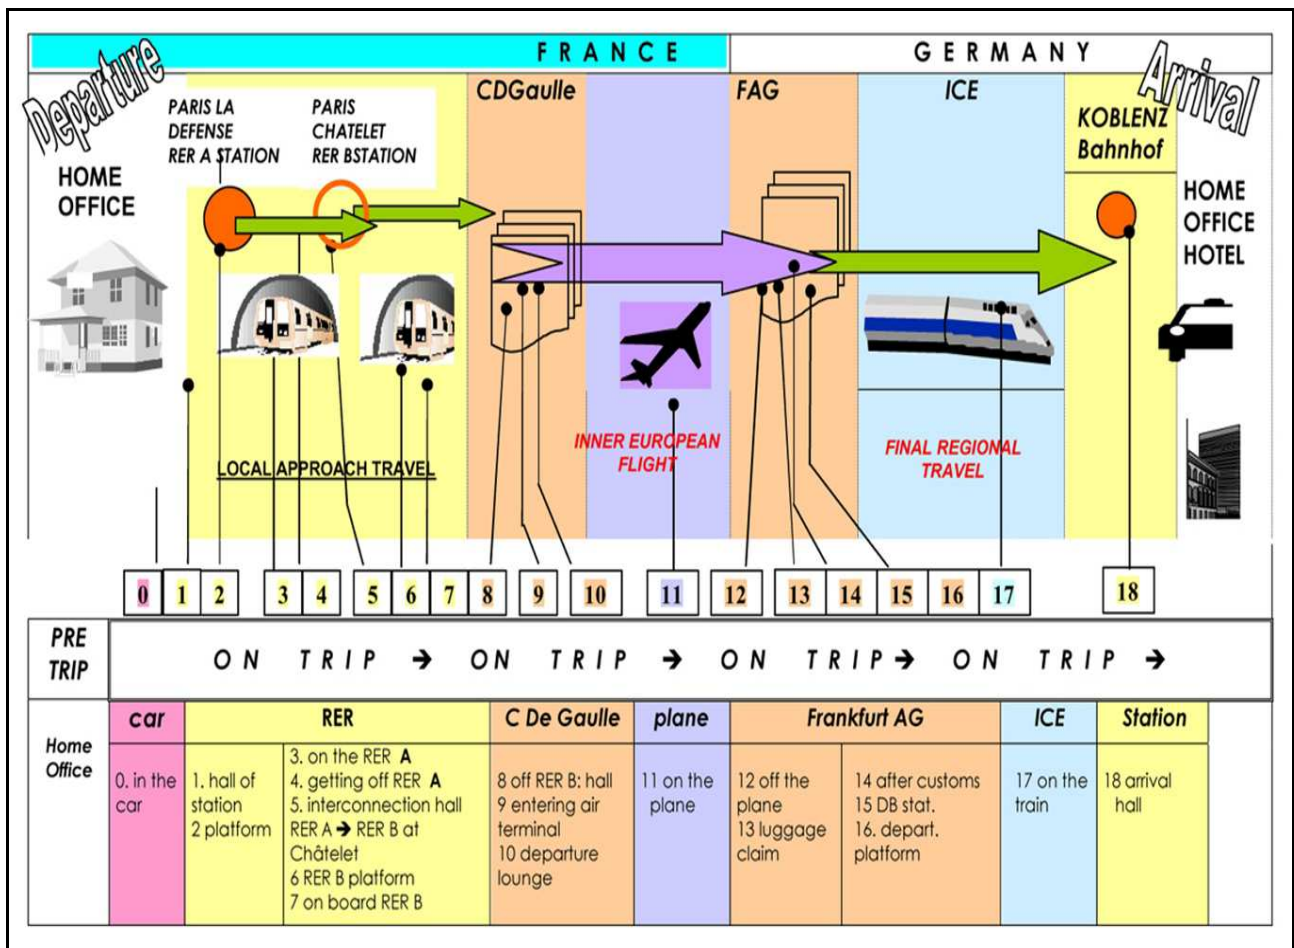 Departure
FRANCE
GERMANY
Arrival
CDGaulle
FAG
ICE
PARIS LA
DEFENSE
RER A STATION
PARIS
CHATELET
RER BSTATION
KOBLENZ
Bahnhof
HOME
OFFICE
HOME
OFFICE
HOTEL
LOCAL APPROACH TRAVEL
INNER EUROPEAN
FLIGHT
FINAL REGIONAL
TRAVEL
0 1 2 3 4 5 6 7 8 9 10 11 12 13 14 15 16 17 18
PRE
TRIP
ON TRIP → ON TRIP → ON TRIP → ON TRIP →
car
RER
C De Gaulle
plane
Frankfurt AG
ICE
Station
Home
Office
0. in the
car
1. hall of
station
2 platform
3. on the RER A
4. getting off RER A
5. interconnection hall
RER A → RER B at
Châtelet
6 RER B platform
7 on board RER B
8 off RER B: hall
9 entering air
terminal
10 departure
lounge
11 on the
plane
12 off the
plane
13 luggage
claim
14 after customs
15 DB stat.
16. depart.
platform
17 on the
train
18 arrival
hall